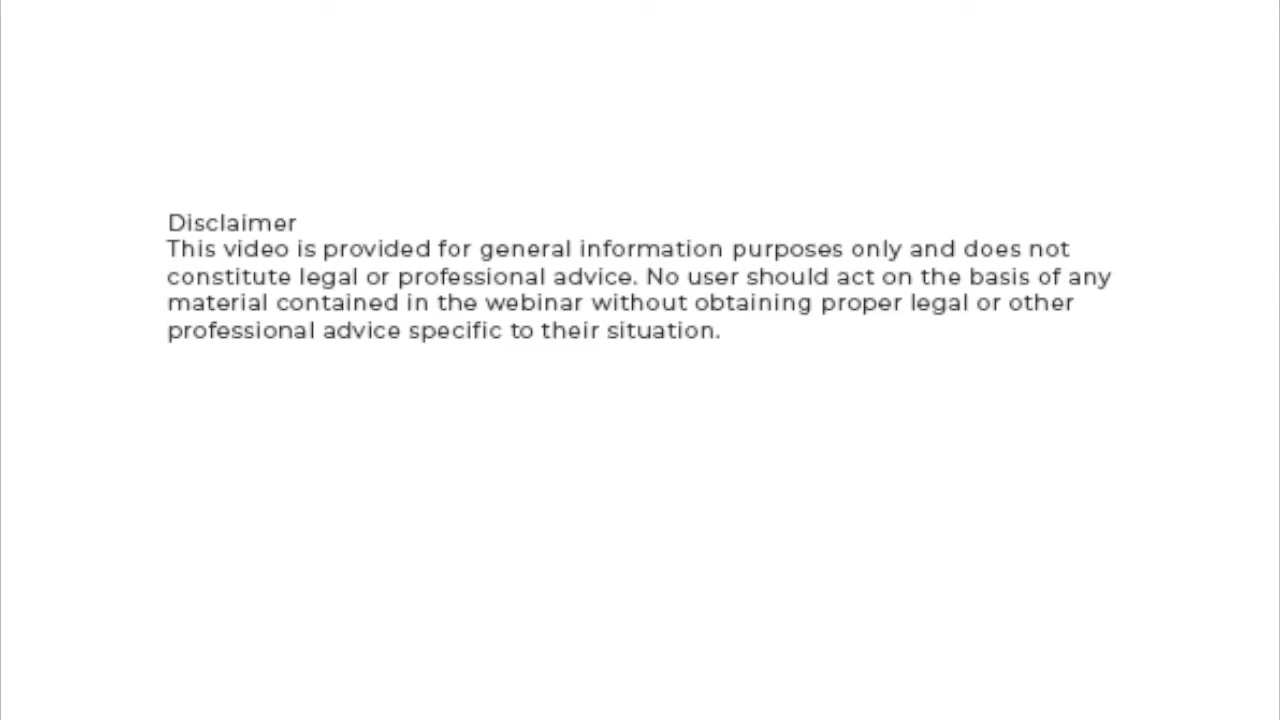 Disclaimer
This video is provided for general information purposes only and does not
constitute legal or professional advice. No user should act on the basis of any
material contained in the webinar without obtaining proper legal or other
professional advice specific to their situation.